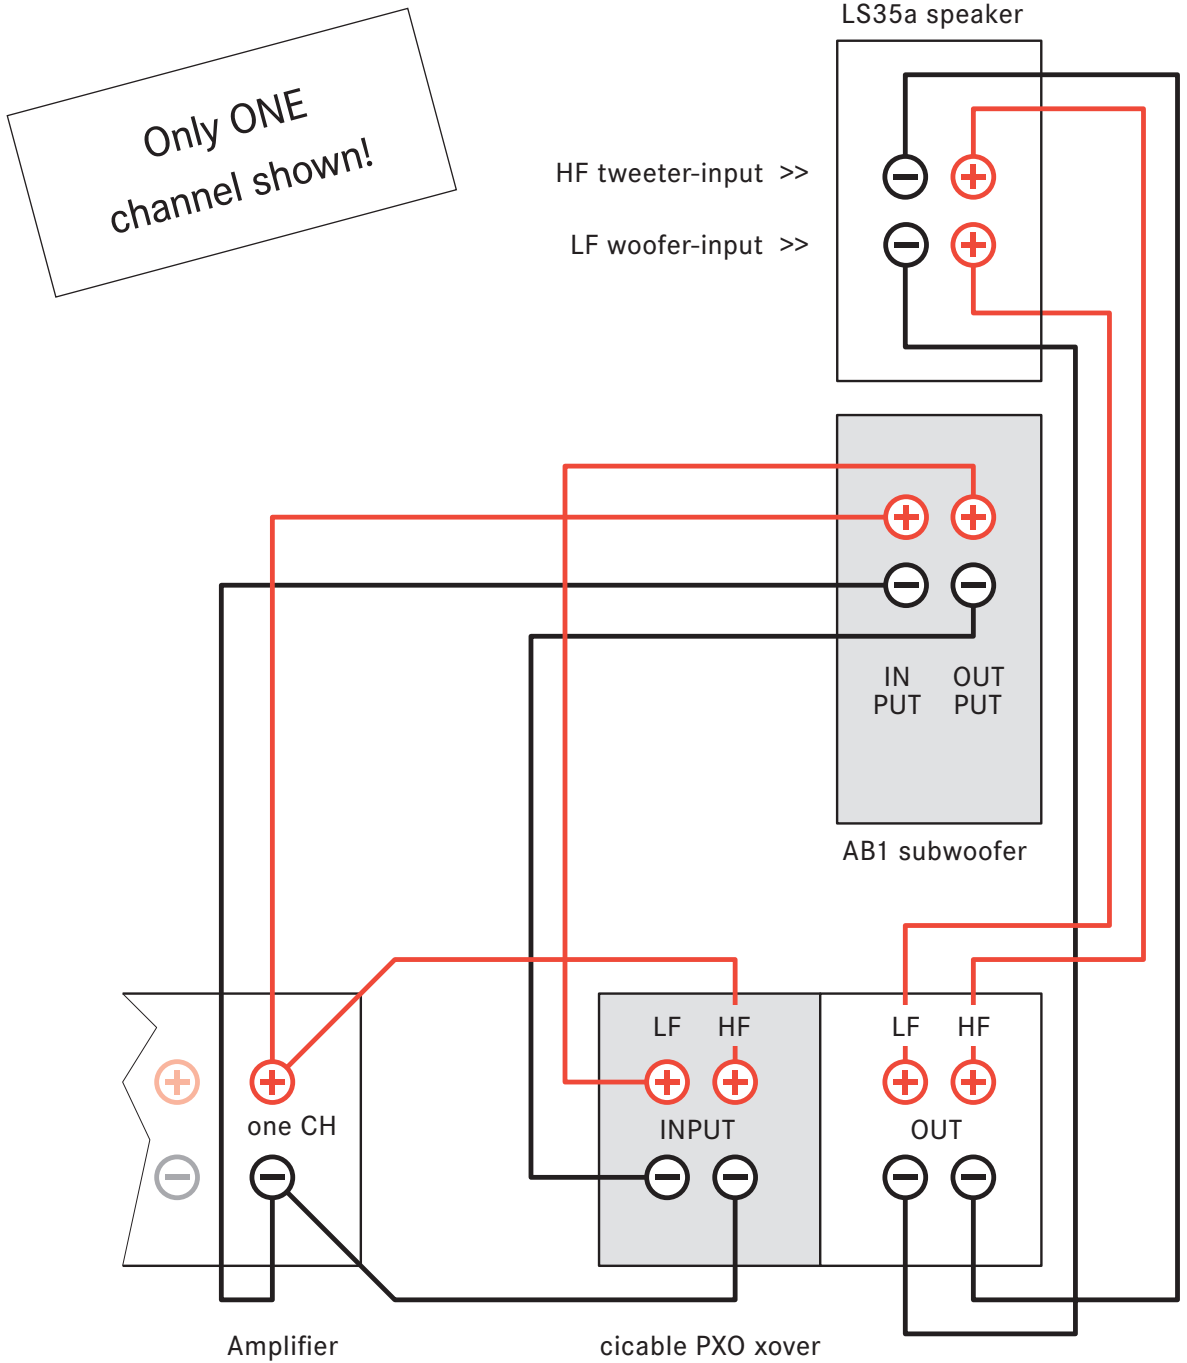 LS35a speaker
Only ONE
channel shown!
HF tweeter-input >>
LF woofer-input >>
IN
PUT
OUT
PUT
AB1 subwoofer
LF HF
LF HF
one CH
INPUT
OUT
Amplifier
cicable PXO xover